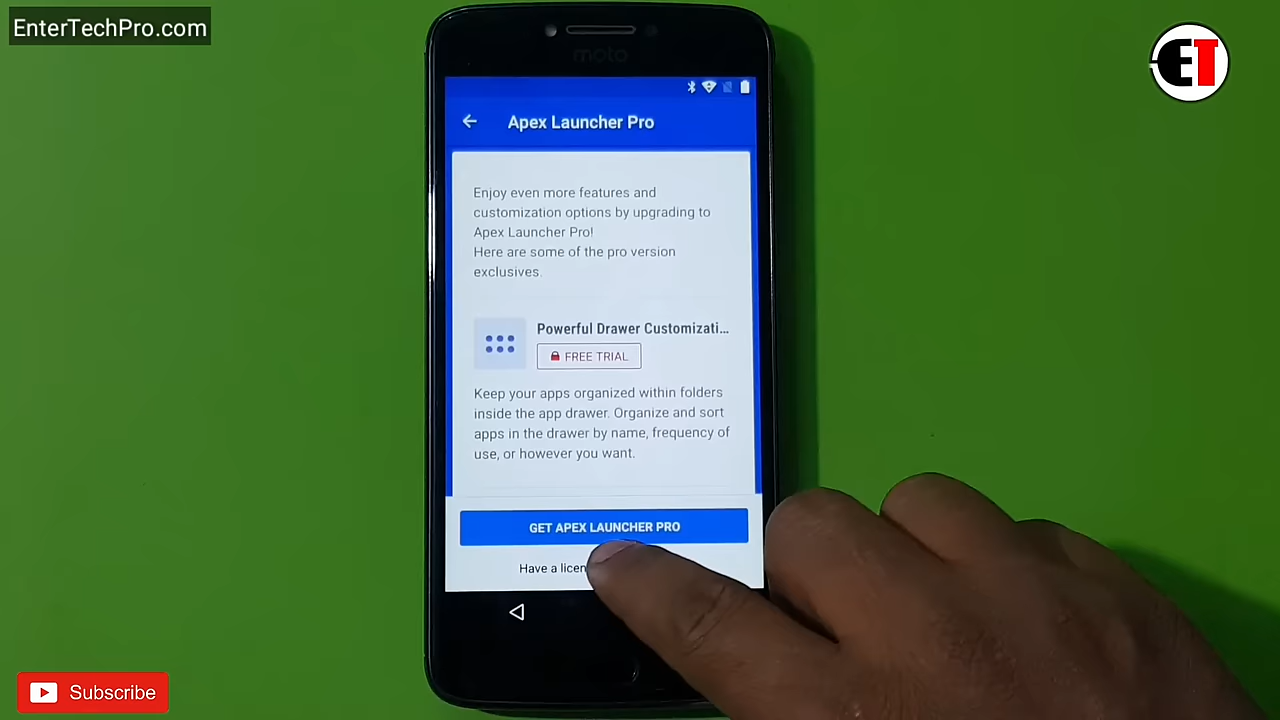 EnterTechPro.com
ET
moto
Apex Launcher Pro
Enjoy even more features and
customization options by upgrading to
Apex Launcher Pro!
Here are some of the pro version
exclusives.
Powerful Drawer Customizati...
FREE TRIAL
Keep your apps organized within folders
inside the app drawer. Organize and sort
apps in the drawer by name, frequency of
use, or however you want.
GET APEX LAUNCHER PRO
Have a licen
Subscribe